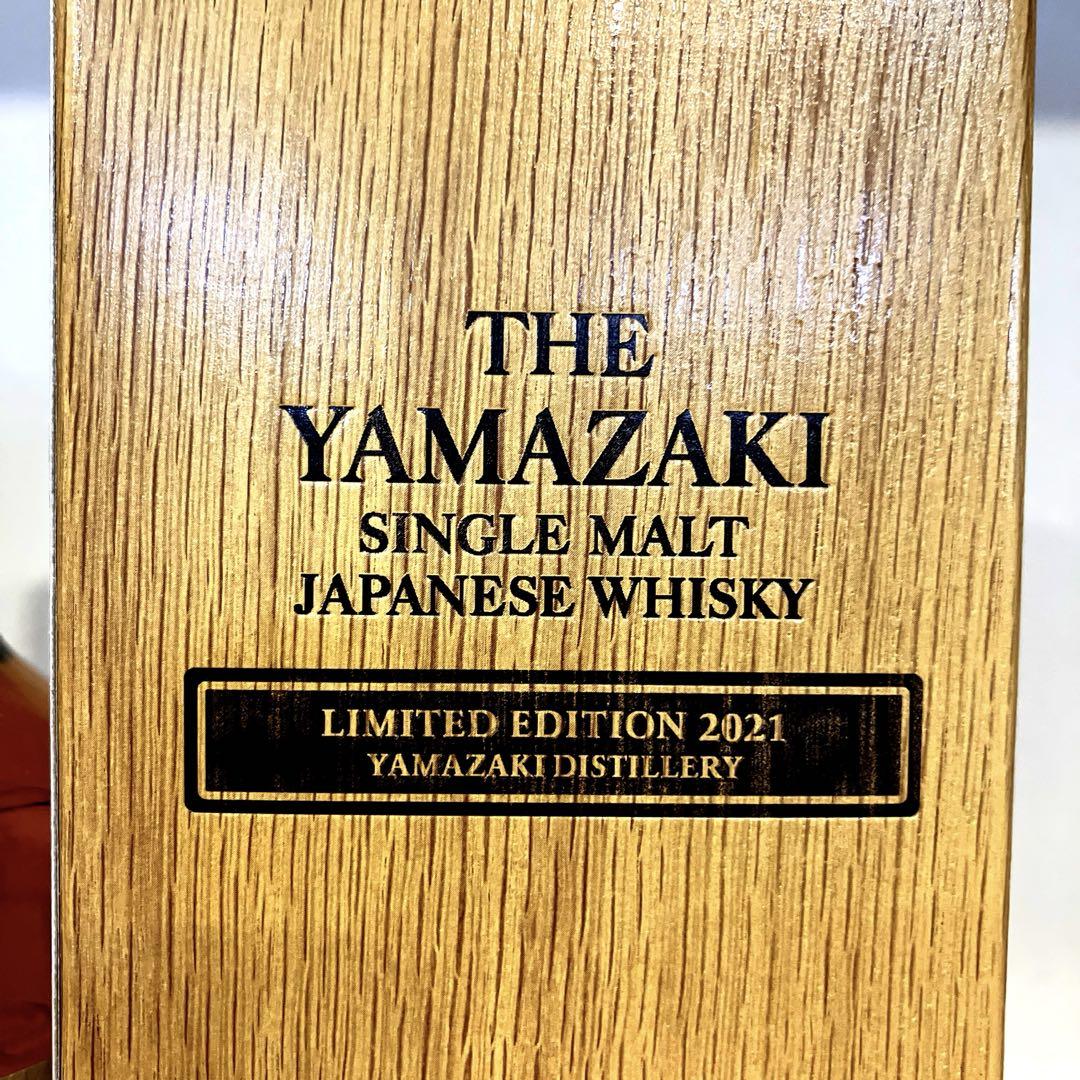 THE
YAMAZAKI
SINGLE MALT
JAPANESE WHISKY
LIMITED EDITION 2021
YAMAZAKI DISTILLERY